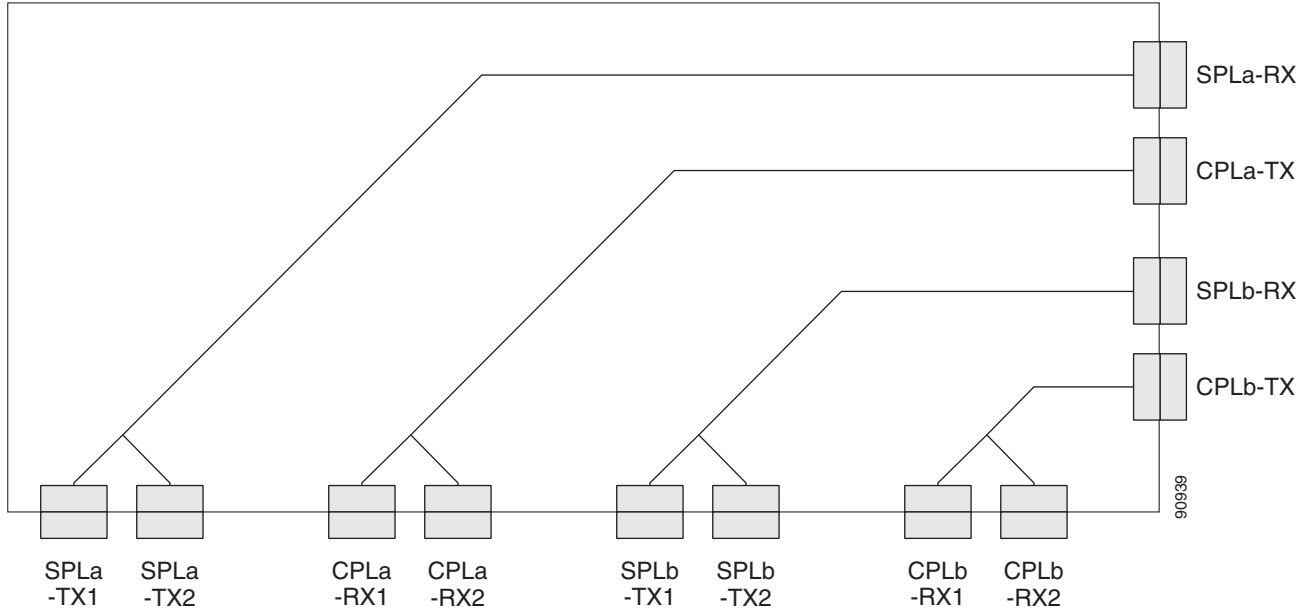 SPLa-RX
CPLa-TX
SPLb-RX
CPLb-TX
90939
SPLa
-TX1
SPLa
-TX2
CPLa
-RX1
CPLa
-RX2
SPLb
-TX1
SPLb
-TX2
CPLb
-RX1
CPLb
-RX2